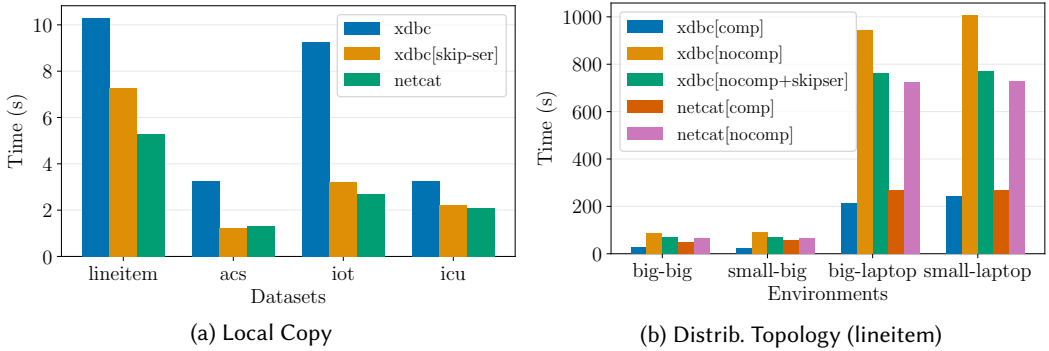 10
8
6
4
2
0
Time (s)
xdbc
xdbc[skip-ser]
netcat
lineitem acs iot icu
Datasets
(a) Local Copy
1000
800
600
400
200
0
Time (s)
xdbc[comp]
xdbc[nocomp]
xdbc[nocomp+skipser]
netcat[comp]
netcat[nocomp]
big-big small-big big-laptop small-laptop
Environments
(b) Distrib. Topology (lineitem)